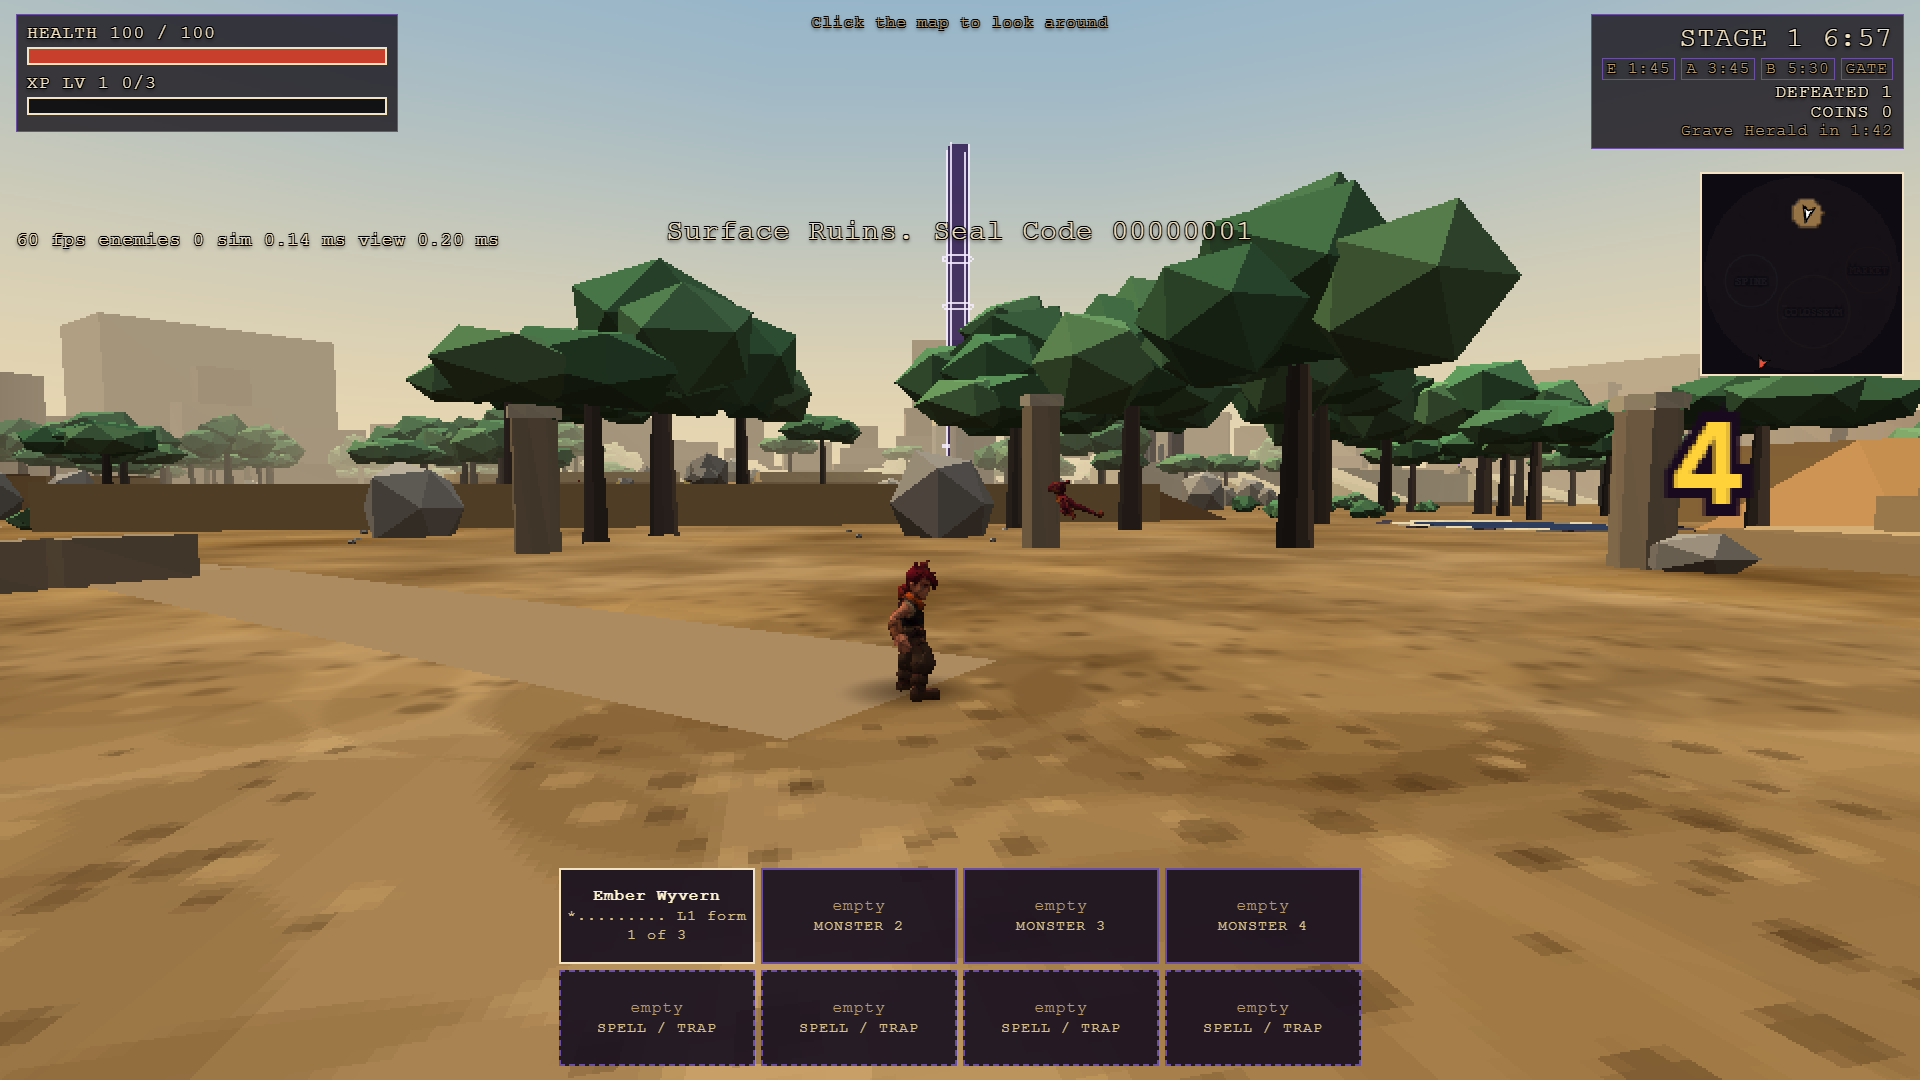 HEALTH 100 / 100
XP LV 1 0/3
Click the map to look around
STAGE 1 6:57
E 1:45 A 3:45 B 5:30 GATE
DEFEATED 1
COINS 0
Grave Herald in 1:42
60 fps enemies 0 sim 0.14 ms view 0.20 ms
Surface Ruins. Seal Code 00000001
4
Ember Wyvern
*......... L1 form
1 of 3
empty
MONSTER 2
empty
MONSTER 3
empty
MONSTER 4
empty
SPELL / TRAP
empty
SPELL / TRAP
empty
SPELL / TRAP
empty
SPELL / TRAP